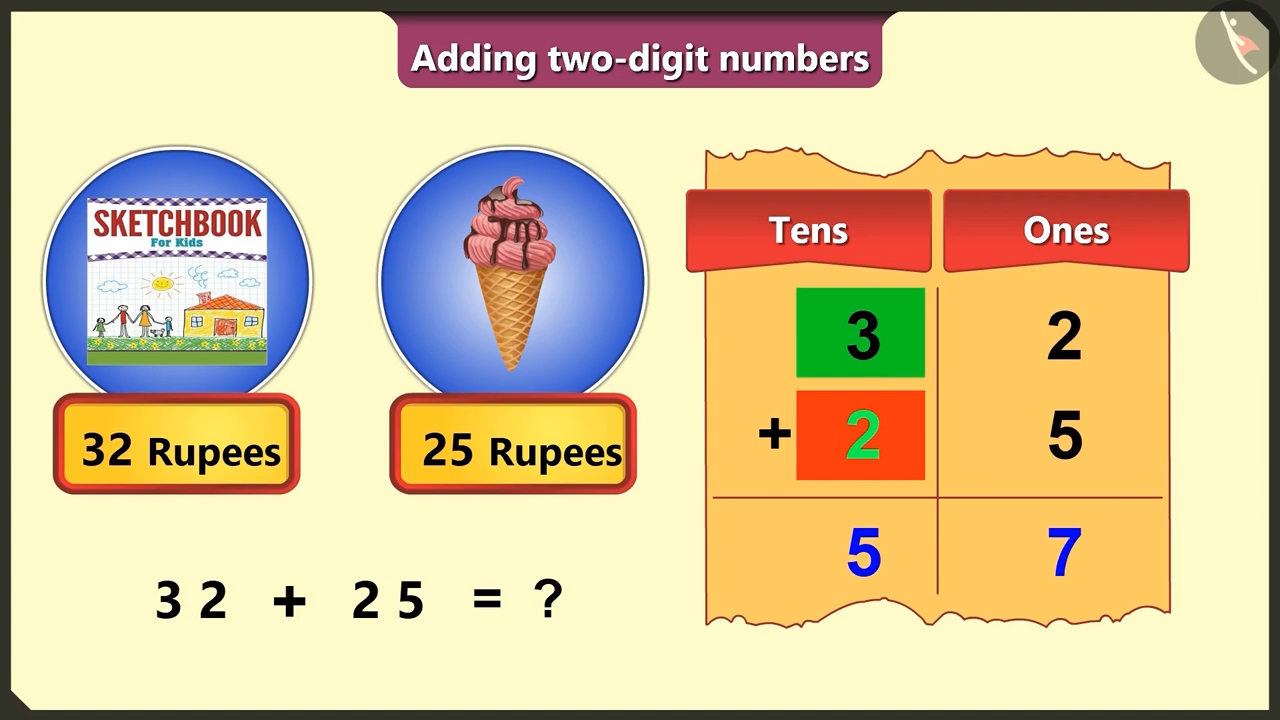 Adding two-digit numbers
SKETCHBOOK
For Kids
32 Rupees
25 Rupees
3 2 + 2 5 = ?
Tens Ones
3 2
+ 2 5
5 7